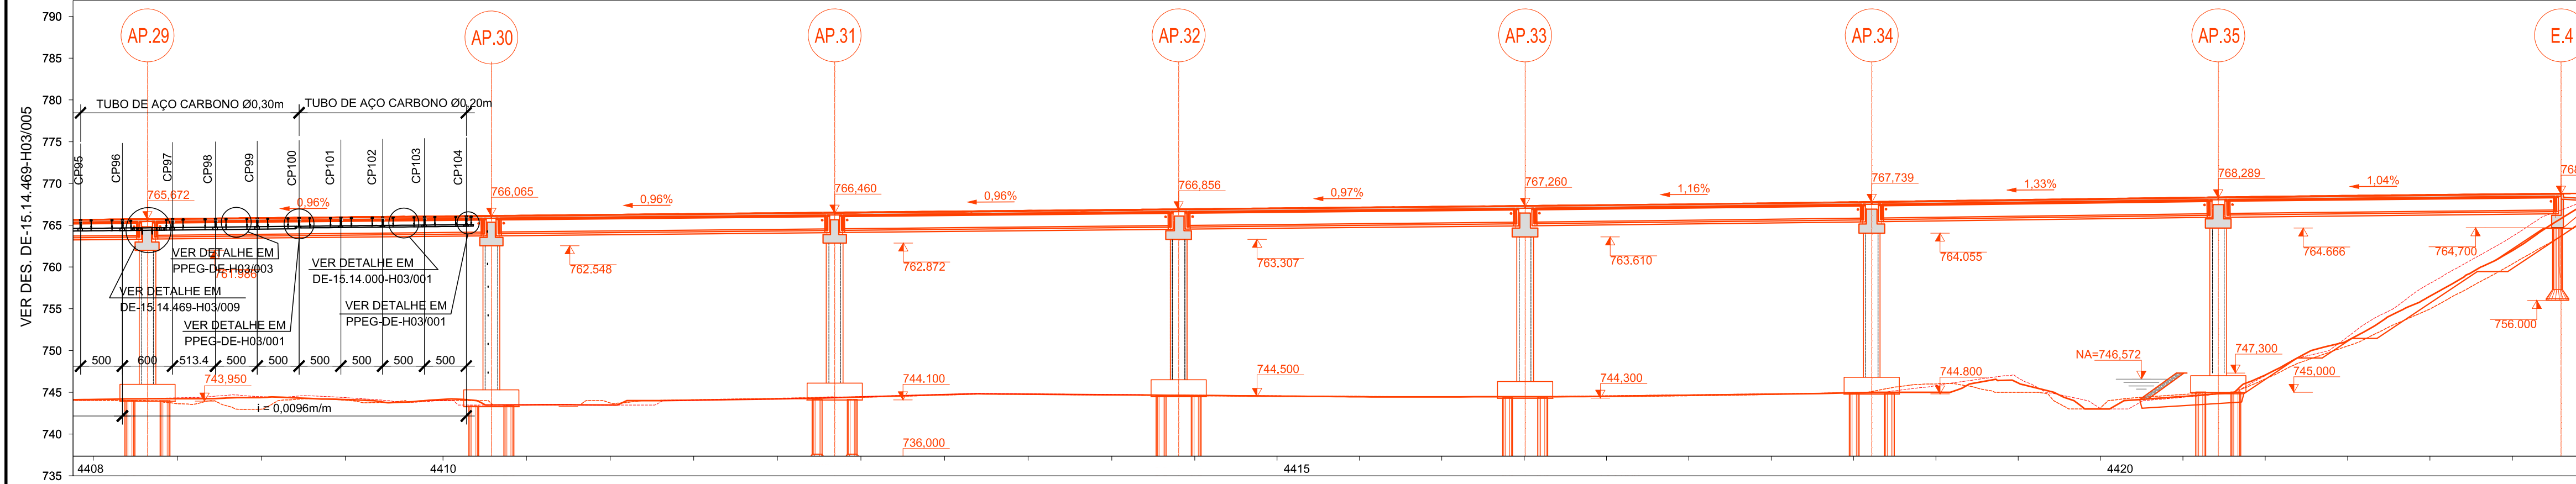 790
785
780
775
770
765
760
755
750
745
740
735
VER DES. DE-15.14.469-H03/005
AP.29
AP.30
AP.31
AP.32
AP.33
AP.34
AP.35
E.4
TUBO DE AÇO CARBONO Ø0,30m
TUBO DE AÇO CARBONO Ø0,20m
CP95
CP96
CP97
CP98
CP99
CP100
CP101
CP102
CP103
CP104
765,672
0,96%
766,065
0,96%
766,460
0,96%
766,856
0,97%
767,260
1,16%
767,739
1,33%
768,289
1,04%
768
VER DETALHE EM
PPEG-DE-H03/003
761.986
VER DETALHE EM
DE-15.14.000-H03/001
VER DETALHE EM
DE-15.14.469-H03/009
VER DETALHE EM
PPEG-DE-H03/001
VER DETALHE EM
PPEG-DE-H03/001
762.548
762.872
763.307
763.610
764.055
764.666
764,700
756.000
500
600
513.4
500
500
500
500
500
500
743,950
744.100
744.500
744,300
744.800
NA=746,572
747,300
745,000
i = 0,0096m/m
736,000
4408
4410
4415
4420